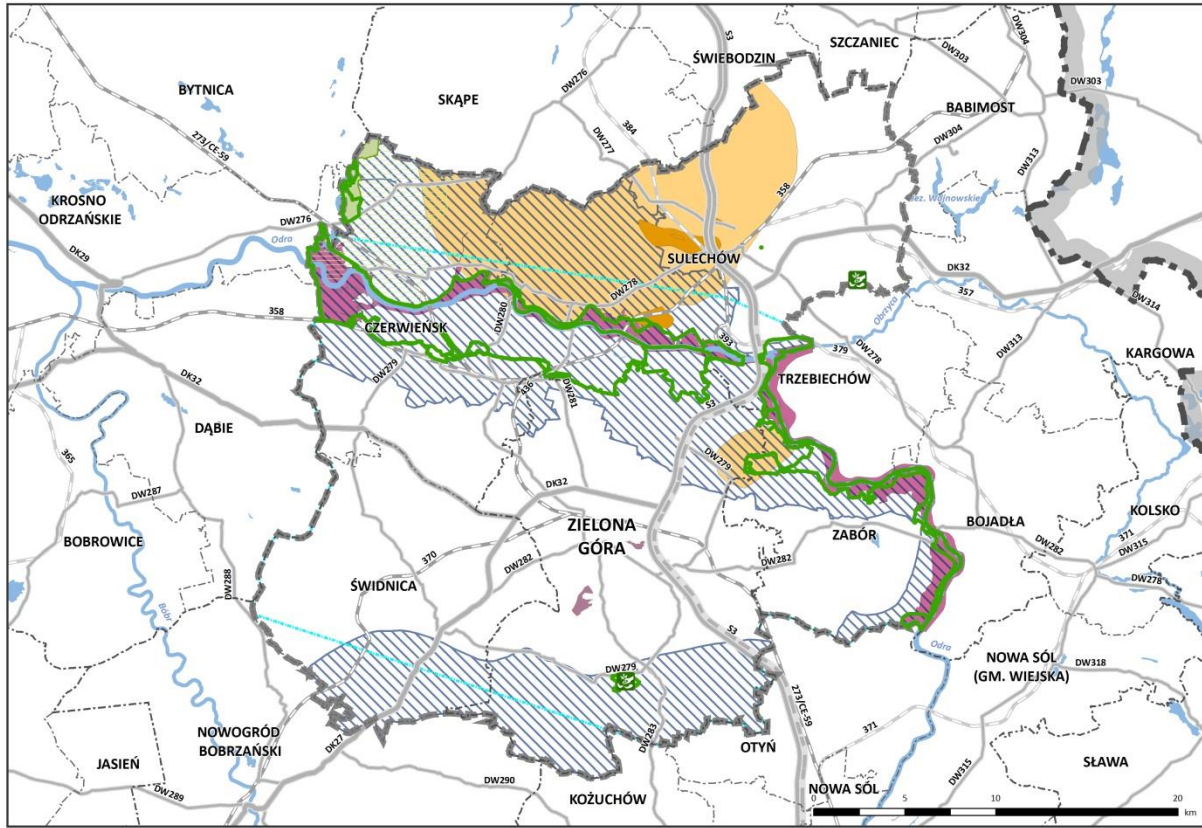 SZCZANIEC
DW304
DW303
S3
ŚWIEBODZIN
DW276
DW303
BYTNICA
SKĄPE
384
BABIMOST
DW304
DW277
273/CE-59
DW313
358
KROSNO
ODRZAŃSKIE
Jez. Wojnowskie
DW276
Odra
DK29
SULECHÓW
DK32
DW278
357
DW314
Obrzyca
DW280
358
CZERWIEŃSK
393
DW313
379
DW278
KARGOWA
DW279
TRZEBIECHÓW
DK32
436
DW281
S3
DĄBIE
365
DW279
DW287
DK32
ZIELONA
GÓRA
BOJADŁA
KOLSKO
ZABÓR
371
DW315
BOBROWICE
DW282
370
DW282
DW282
DW278
DW288
ŚWIDNICA
Bóbr
S3
Odra
DW279
NOWA SÓL
(GM. WIEJSKA)
DW318
273/CE-59
NOWOGRÓD
BOBRZAŃSKI
DW283
371
OTYŃ
DK27
JASIEŃ
SŁAWA
DW290
DW315
DW289
KOŻUCHÓW
NOWA SÓL
0 5 10 20
km